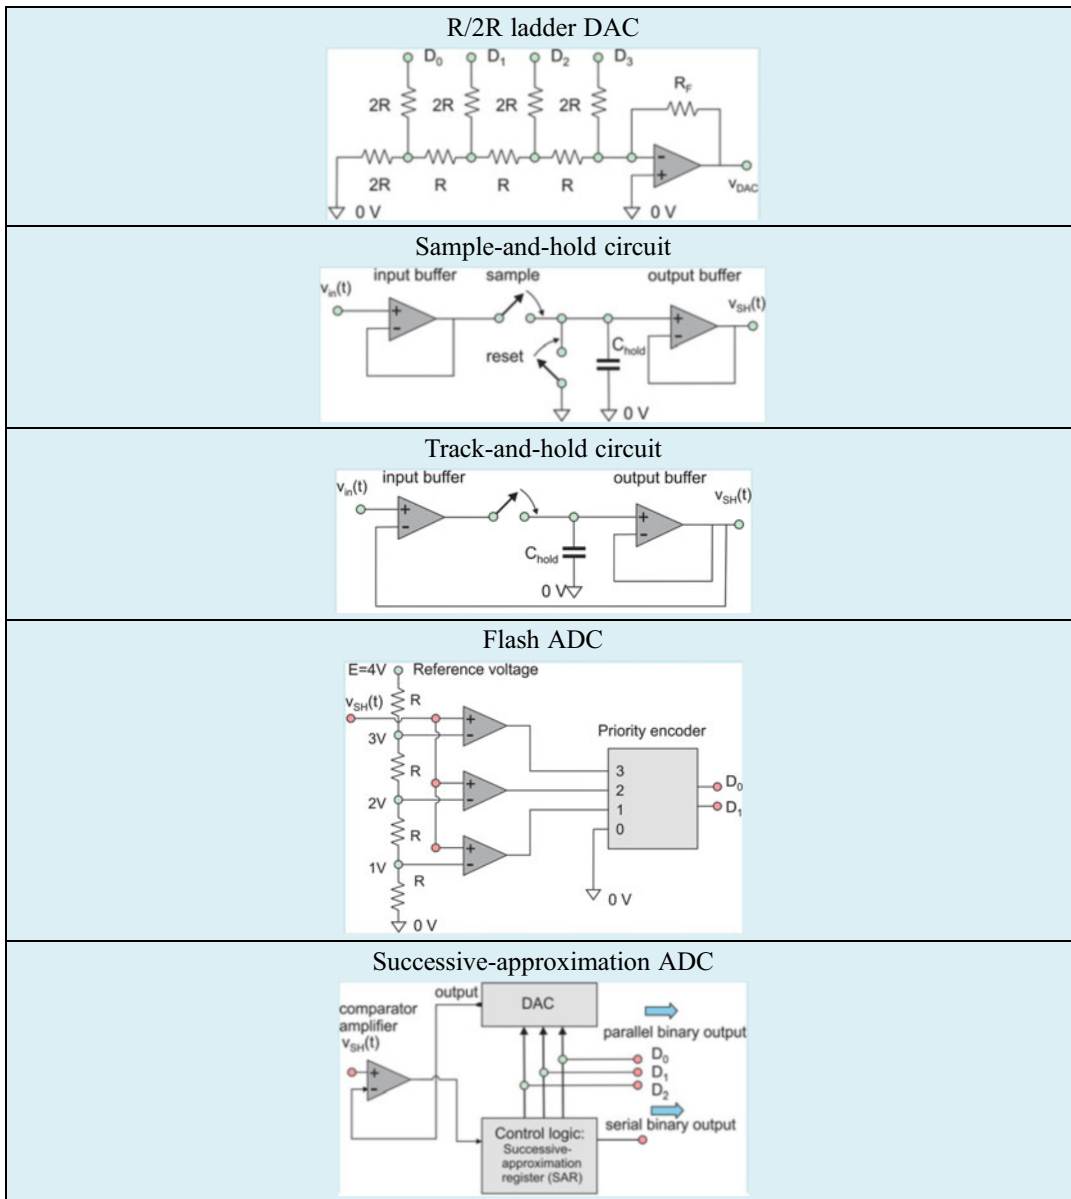 R/2R ladder DAC
D0 D1 D2 D3
RF
2R 2R 2R 2R
2R R R R
vDAC
0 V 0 V
Sample-and-hold circuit
input buffer sample output buffer
vin(t) vSH(t)
+ +
- -
reset Chold
0 V
Track-and-hold circuit
input buffer output buffer
vin(t) vSH(t)
+ +
- -
Chold
0 V
Flash ADC
E=4V Reference voltage
vSH(t) R
+
3V -
Priority encoder
R
+
3
D0
2V -
2
D1
1
R
+
0
1V -
R
0 V
0 V
Successive-approximation ADC
output DAC
comparator
amplifier
parallel binary output
vSH(t)
D0
+
D1
-
D2
serial binary output
Control logic:
Successive-
approximation
register (SAR)